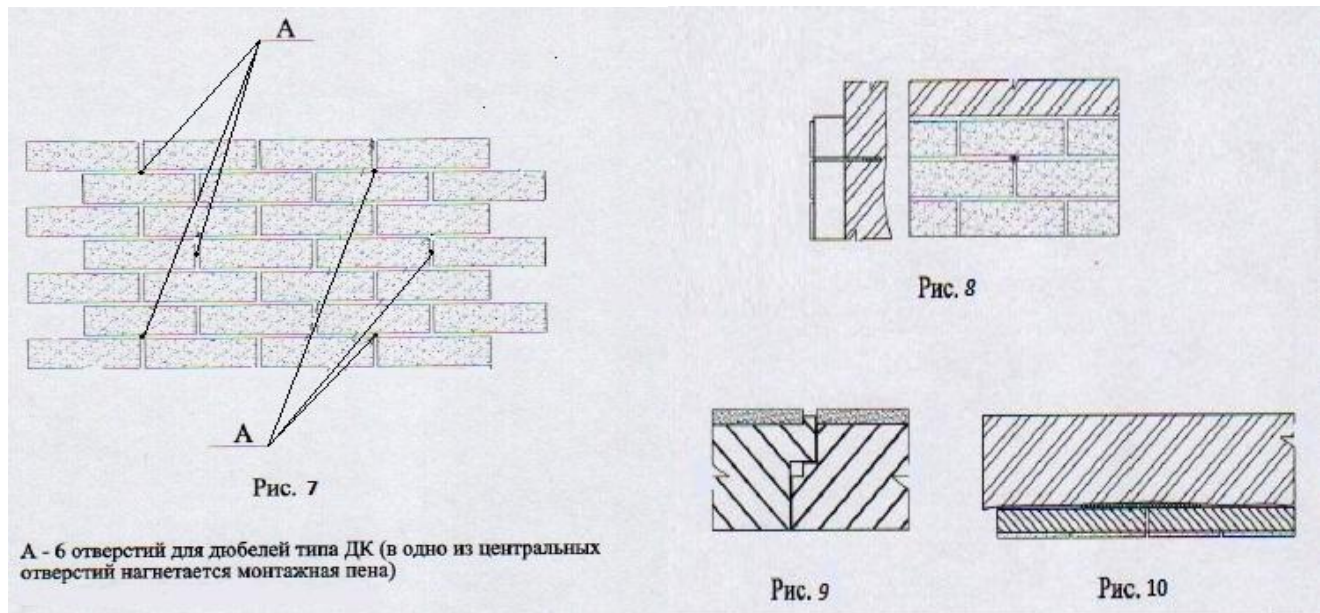 А
А
Рис. 7
А - 6 отверстий для дюбелей типа ДК (в одно из центральных
отверстий нагнетается монтажная пена)
Рис. 8
Рис. 9
Рис. 10